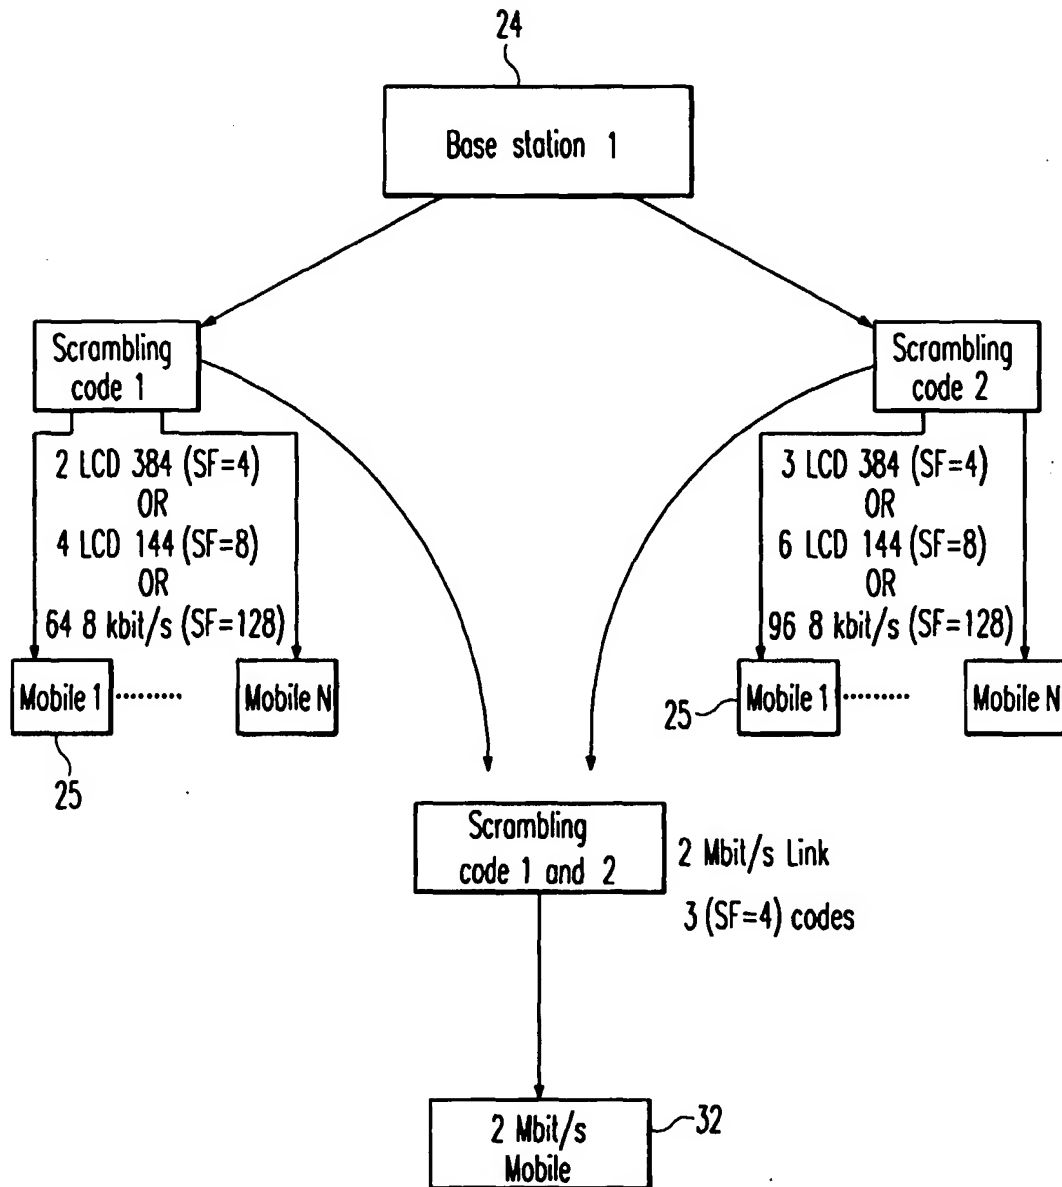 24
Base station 1
Scrambling
code 1
Scrambling
code 2
2 LCD 384 (SF=4)
OR
4 LCD 144 (SF=8)
OR
64 8 kbit/s (SF=128)
3 LCD 384 (SF=4)
OR
6 LCD 144 (SF=8)
OR
96 8 kbit/s (SF=128)
Mobile 1
Mobile N
25
25
Mobile 1
Mobile N
Scrambling
code 1 and 2
2 Mbit/s Link
3 (SF=4) codes
2 Mbit/s
Mobile
32